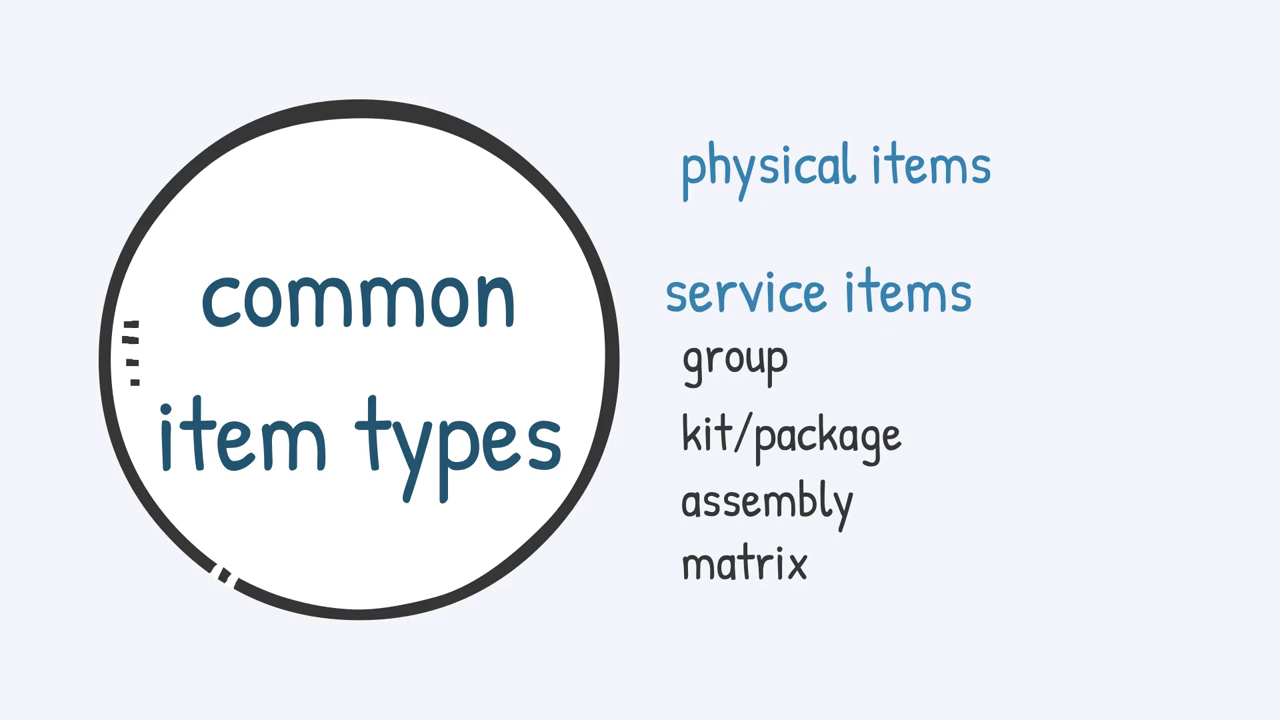 common
item types
physical items
service items
group
kit/package
assembly
matrix